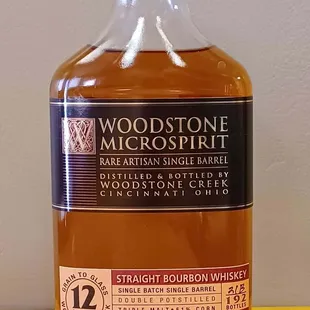 W
WOODSTONE
MICROSPIRIT
RARE ARTISAN SINGLE BARREL
DISTILLED & BOTTLED BY
WOODSTONE CREEK
CINCINNATI OHIO
GRAIN TO GLASS
12
STRAIGHT BOURBON WHISKEY
SINGLE BATCH SINGLE BARREL
DOUBLE POTSTILLED
192
BOTTLES